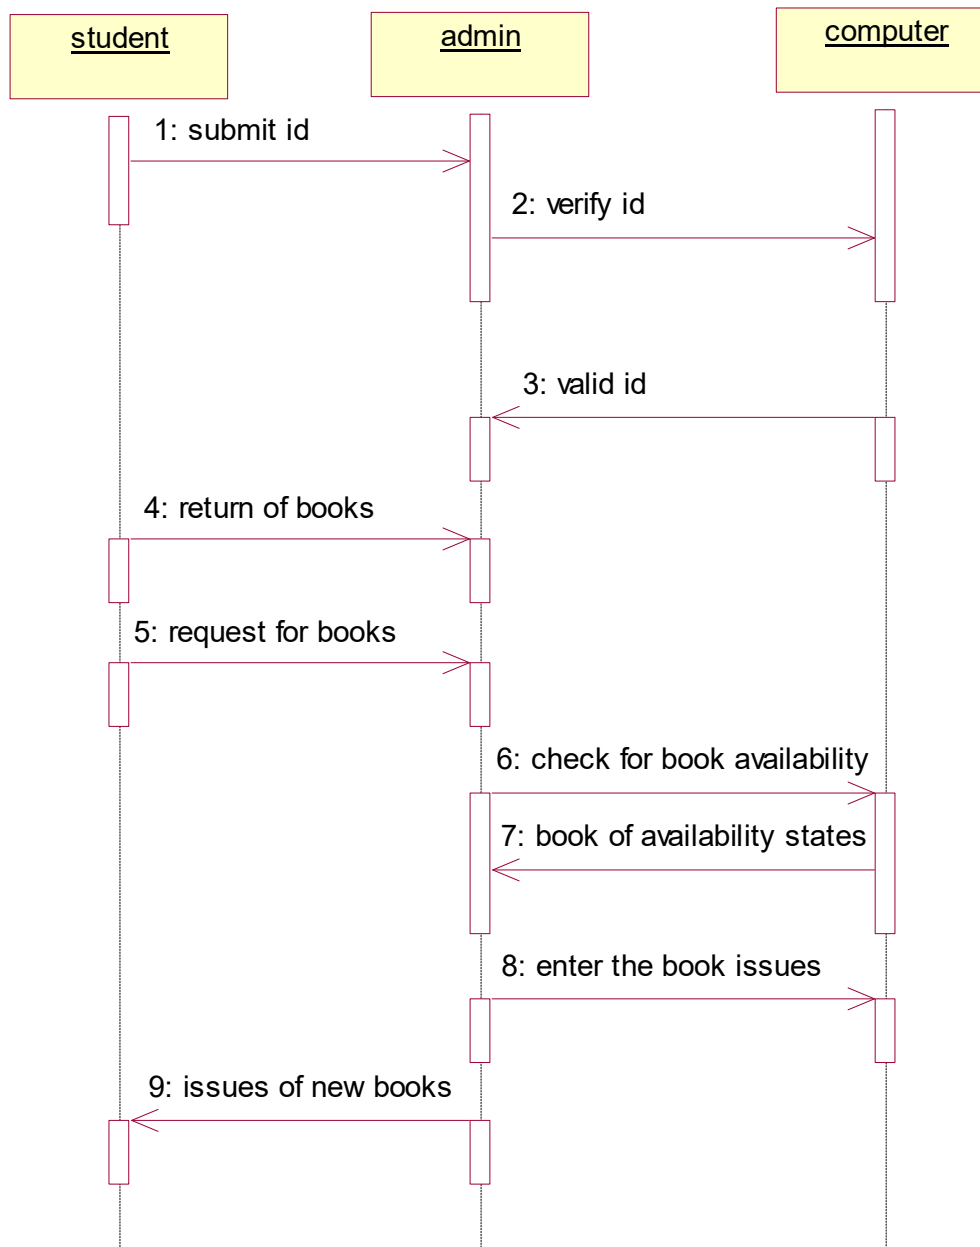 student
admin
computer
1: submit id
2: verify id
3: valid id
4: return of books
5: request for books
6: check for book availability
7: book of availability states
8: enter the book issues
9: issues of new books